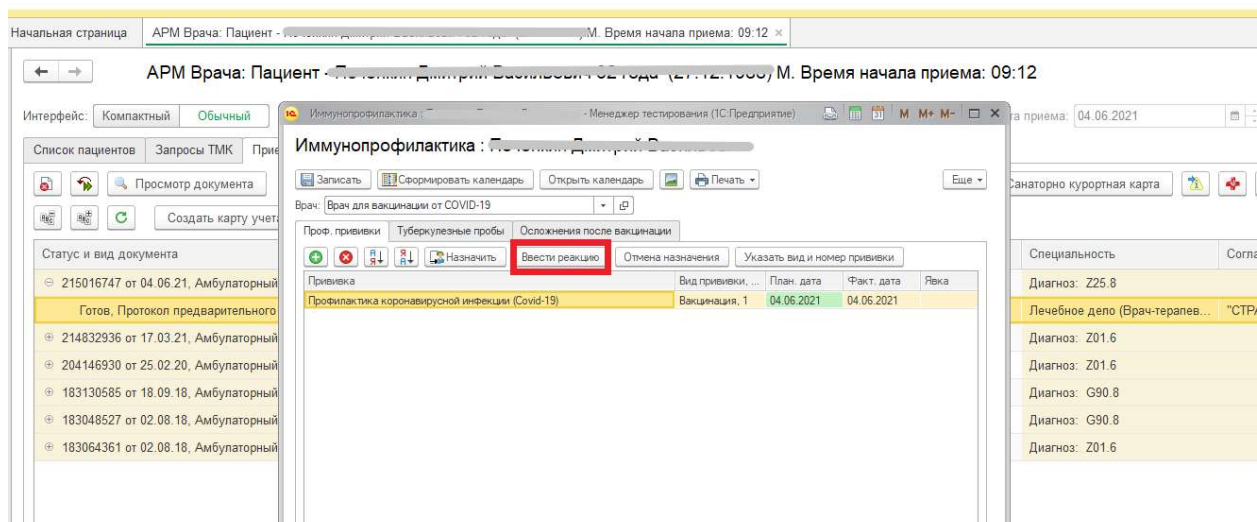 Начальная страница
АРМ Врача: Пациент -
М. Время начала приема: 09:12
АРМ Врача: Пациент -
М. Время начала приема: 09:12
Интерфейс: Компактный Обычный
та приема: 04.06.2021
Иммунопрофилактика :
- Менеджер тестирования (1С:Предприятие)
M M+ M-
Список пациентов Запросы ТМК Прие
Иммунопрофилактика :
Просмотр документа
Записать Сформировать календарь Открыть календарь Печать Еще
Санаторно курортная карта
Врач: Врач для вакцинации от COVID-19
Создать карту учета
Проф. прививки Туберкулезные пробы Осложнения после вакцинации
Назначить Ввести реакцию Отмена назначения Указать вид и номер прививки
Статус и вид документа
Специальность Согла
Прививка Вид прививки, ... План. дата Факт. дата Явка
215016747 от 04.06.21, Амбулаторный
Диагноз: Z25.8
Профилактика коронавирусной инфекции (Covid-19) Вакцинация, 1 04.06.2021 04.06.2021
Готов, Протокол предварительного
Лечебное дело (Врач-терапев... "СТРА
214832936 от 17.03.21, Амбулаторный
Диагноз: Z01.6
204146930 от 25.02.20, Амбулаторный
Диагноз: Z01.6
183130585 от 18.09.18, Амбулаторный
Диагноз: G90.8
183048527 от 02.08.18, Амбулаторный
Диагноз: G90.8
183064361 от 02.08.18, Амбулаторный
Диагноз: Z01.6